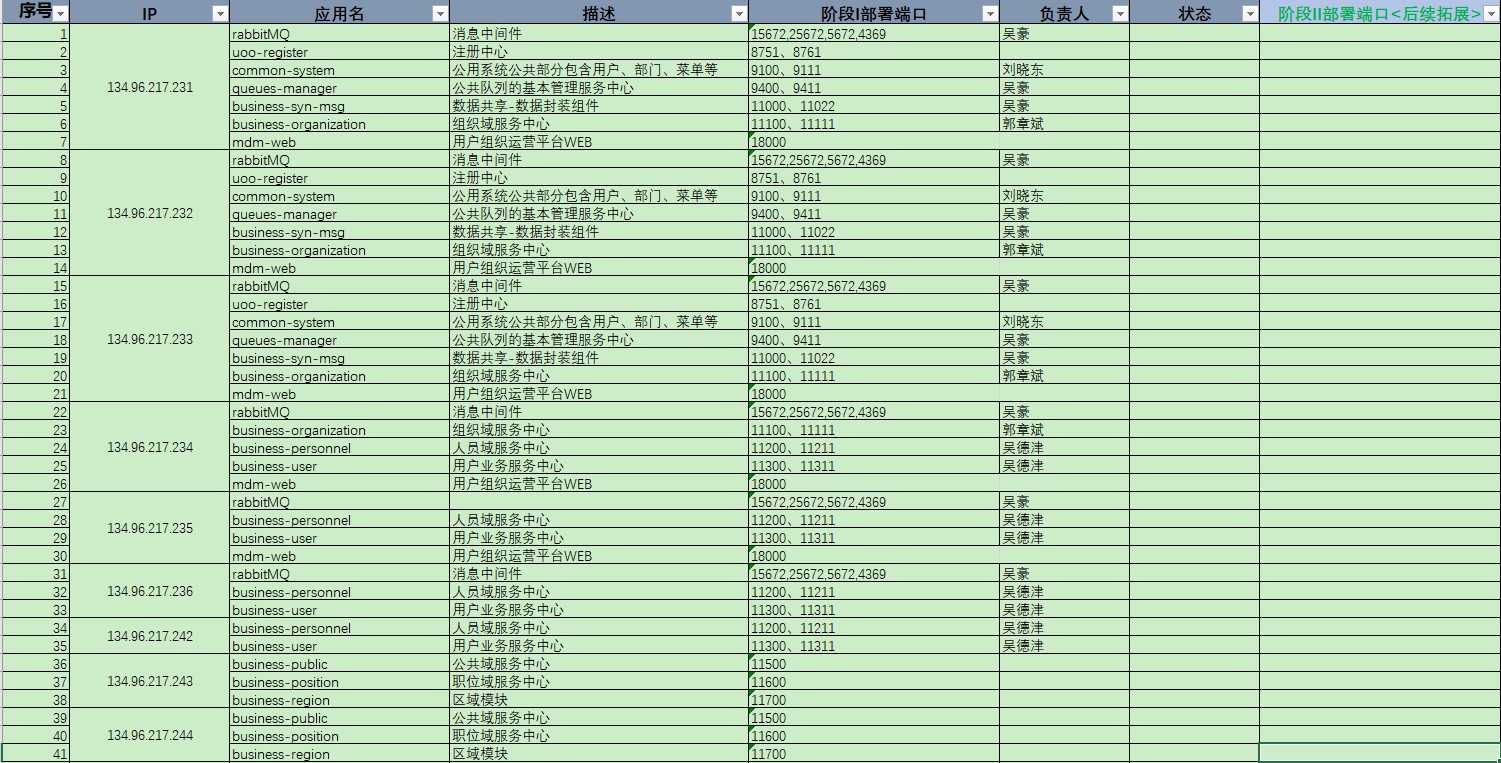 序号 IP 应用名 描述 阶段I部署端口 负责人 状态 阶段II部署端口<后续拓展>
1 134.96.217.231 rabbitMQ 消息中间件 15672,25672,5672,4369 吴豪
2 uoo-register 注册中心 8751、8761
3 common-system 公用系统公共部分包含用户、部门、菜单等 9100、9111 刘晓东
4 queues-manager 公共队列的基本管理服务中心 9400、9411 吴豪
5 business-syn-msg 数据共享-数据封装组件 11000、11022 吴豪
6 business-organization 组织域服务中心 11100、11111 郭章斌
7 mdm-web 用户组织运营平台WEB 18000
8 134.96.217.232 rabbitMQ 消息中间件 15672,25672,5672,4369 吴豪
9 uoo-register 注册中心 8751、8761
10 common-system 公用系统公共部分包含用户、部门、菜单等 9100、9111 刘晓东
11 queues-manager 公共队列的基本管理服务中心 9400、9411 吴豪
12 business-syn-msg 数据共享-数据封装组件 11000、11022 吴豪
13 business-organization 组织域服务中心 11100、11111 郭章斌
14 mdm-web 用户组织运营平台WEB 18000
15 134.96.217.233 rabbitMQ 消息中间件 15672,25672,5672,4369 吴豪
16 uoo-register 注册中心 8751、8761
17 common-system 公用系统公共部分包含用户、部门、菜单等 9100、9111 刘晓东
18 queues-manager 公共队列的基本管理服务中心 9400、9411 吴豪
19 business-syn-msg 数据共享-数据封装组件 11000、11022 吴豪
20 business-organization 组织域服务中心 11100、11111 郭章斌
21 mdm-web 用户组织运营平台WEB 18000
22 134.96.217.234 rabbitMQ 消息中间件 15672,25672,5672,4369 吴豪
23 business-organization 组织域服务中心 11100、11111 郭章斌
24 business-personnel 人员域服务中心 11200、11211 吴德津
25 business-user 用户业务服务中心 11300、11311 吴德津
26 mdm-web 用户组织运营平台WEB 18000
27 134.96.217.235 rabbitMQ 15672,25672,5672,4369 吴豪
28 business-personnel 人员域服务中心 11200、11211 吴德津
29 business-user 用户业务服务中心 11300、11311 吴德津
30 mdm-web 用户组织运营平台WEB 18000
31 134.96.217.236 rabbitMQ 消息中间件 15672,25672,5672,4369 吴豪
32 business-personnel 人员域服务中心 11200、11211 吴德津
33 business-user 用户业务服务中心 11300、11311 吴德津
34 134.96.217.242 business-personnel 人员域服务中心 11200、11211 吴德津
35 business-user 用户业务服务中心 11300、11311 吴德津
36 134.96.217.243 business-public 公共域服务中心 11500
37 business-position 职位域服务中心 11600
38 business-region 区域模块 11700
39 134.96.217.244 business-public 公共域服务中心 11500
40 business-position 职位域服务中心 11600
41 business-region 区域模块 11700